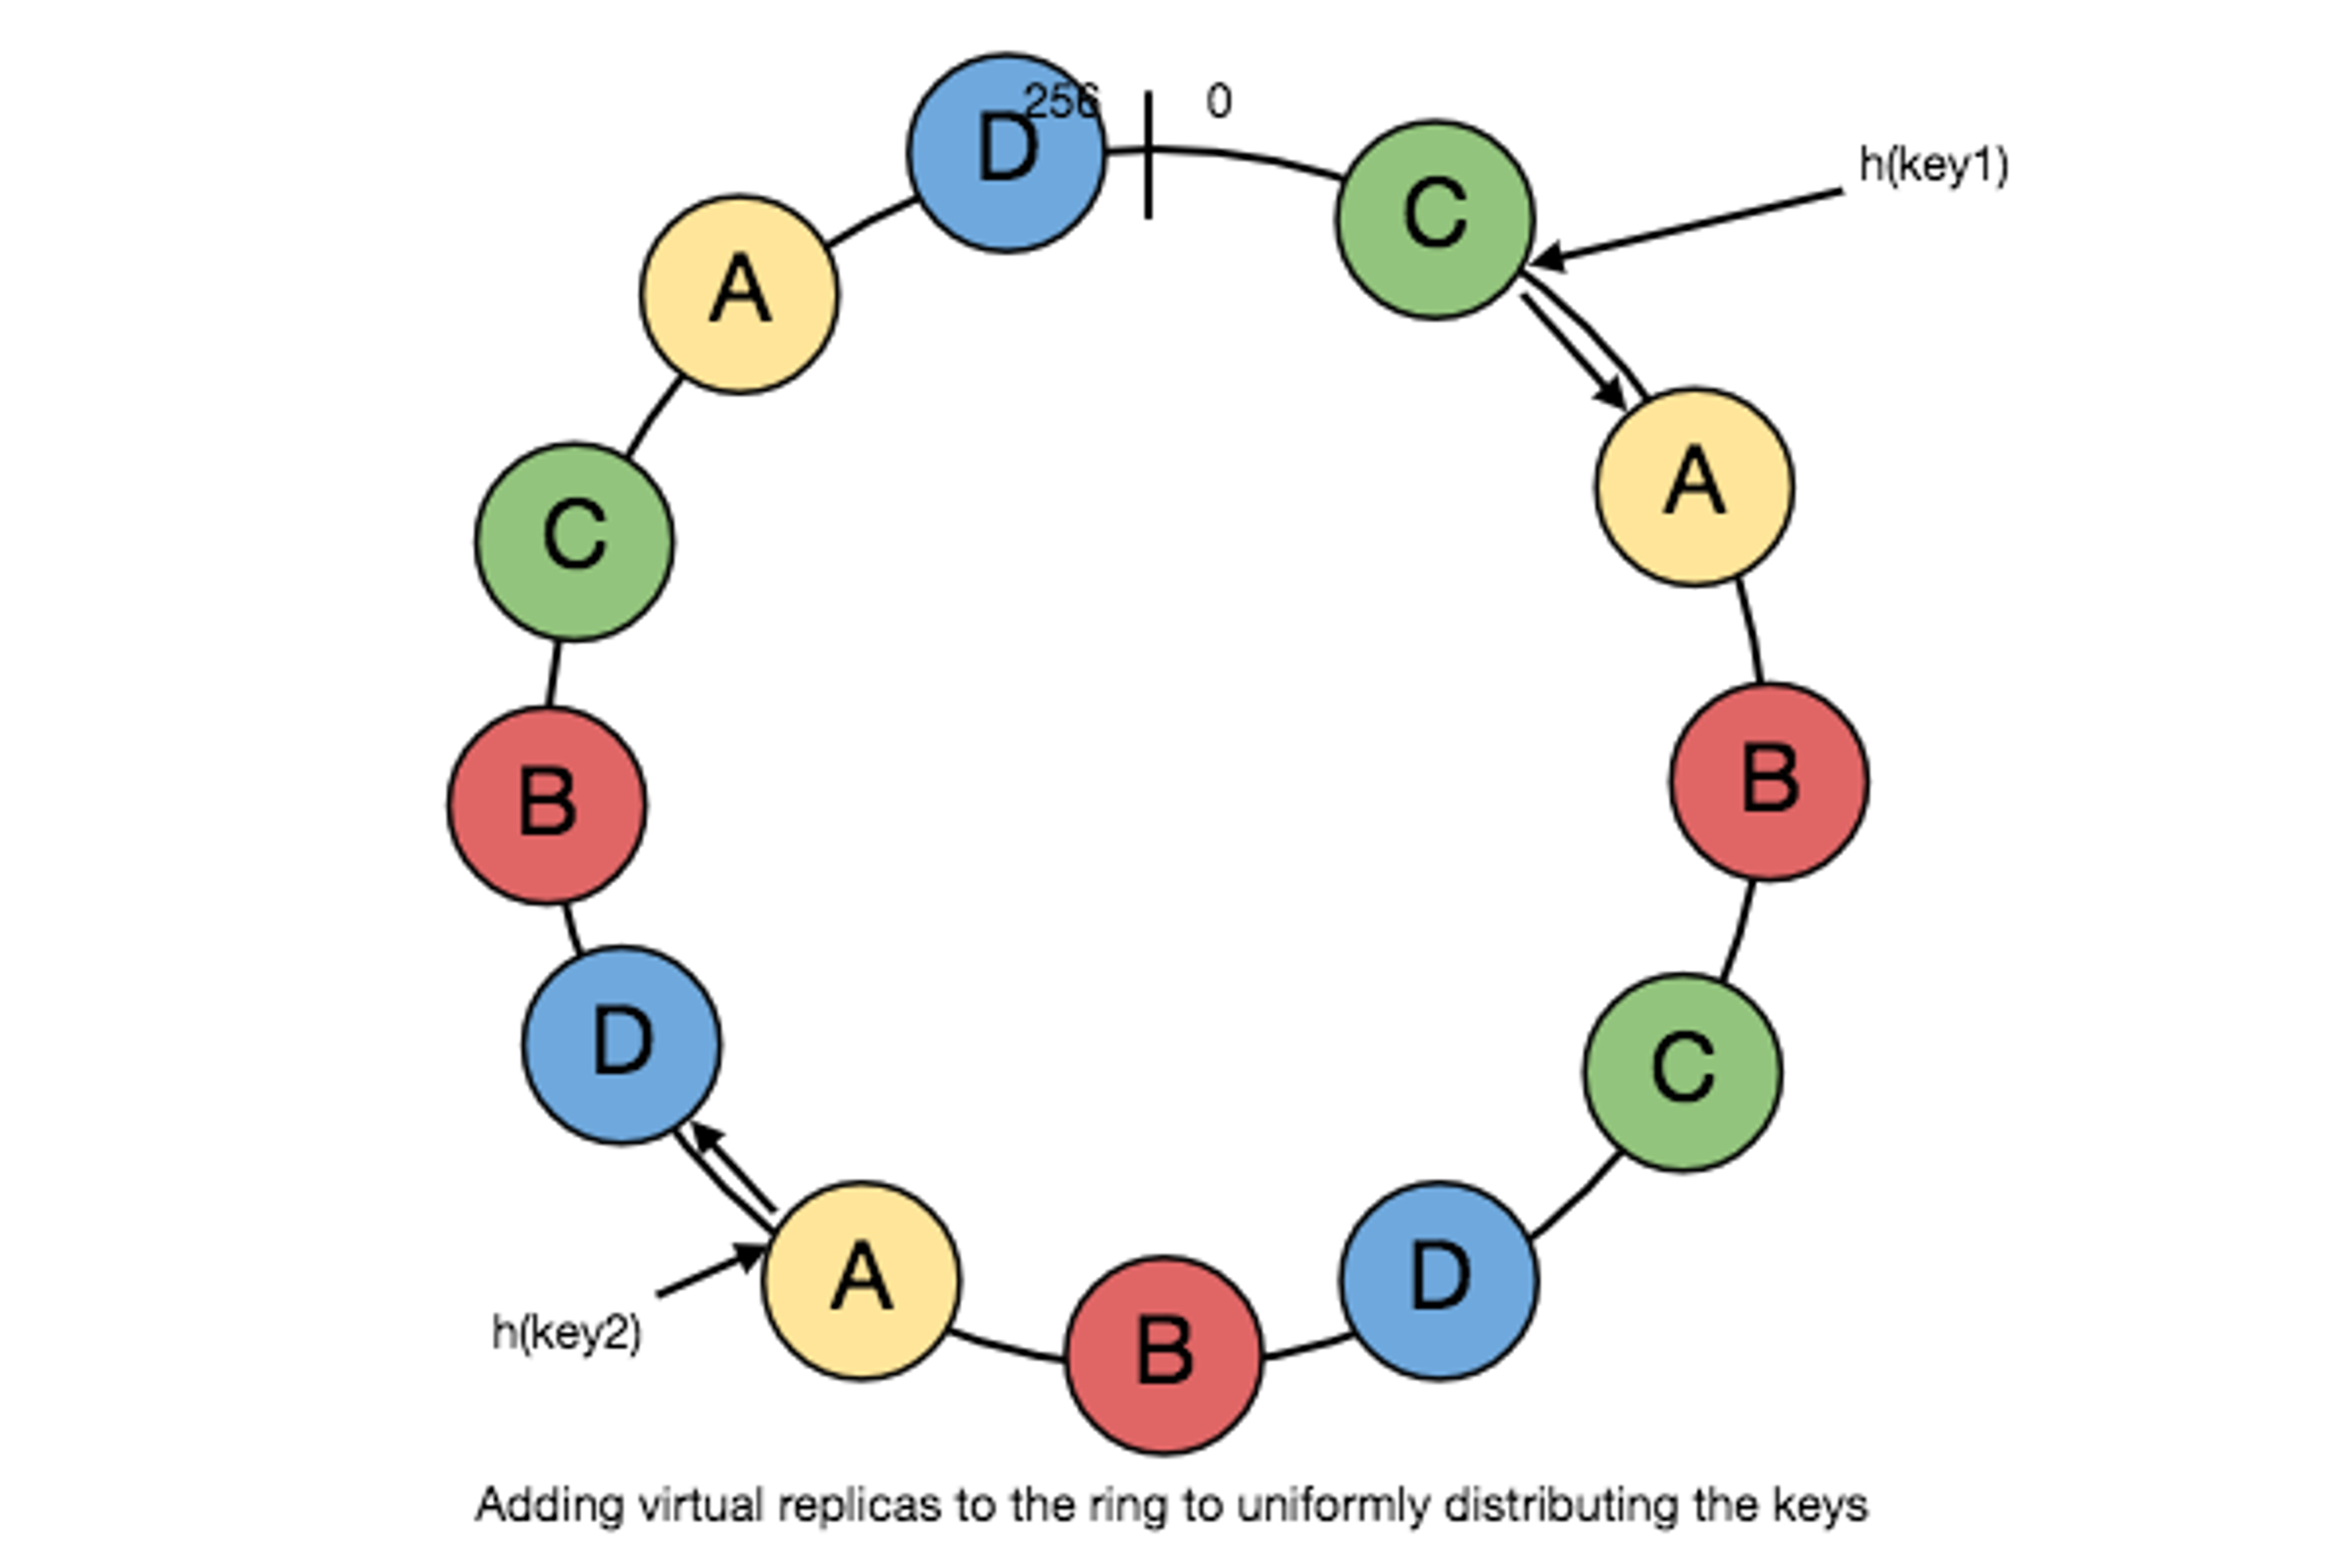 256
0
D
C
h(key1)
A
A
C
B
B
D
C
A
D
h(key2)
B
Adding virtual replicas to the ring to uniformly distributing the keys